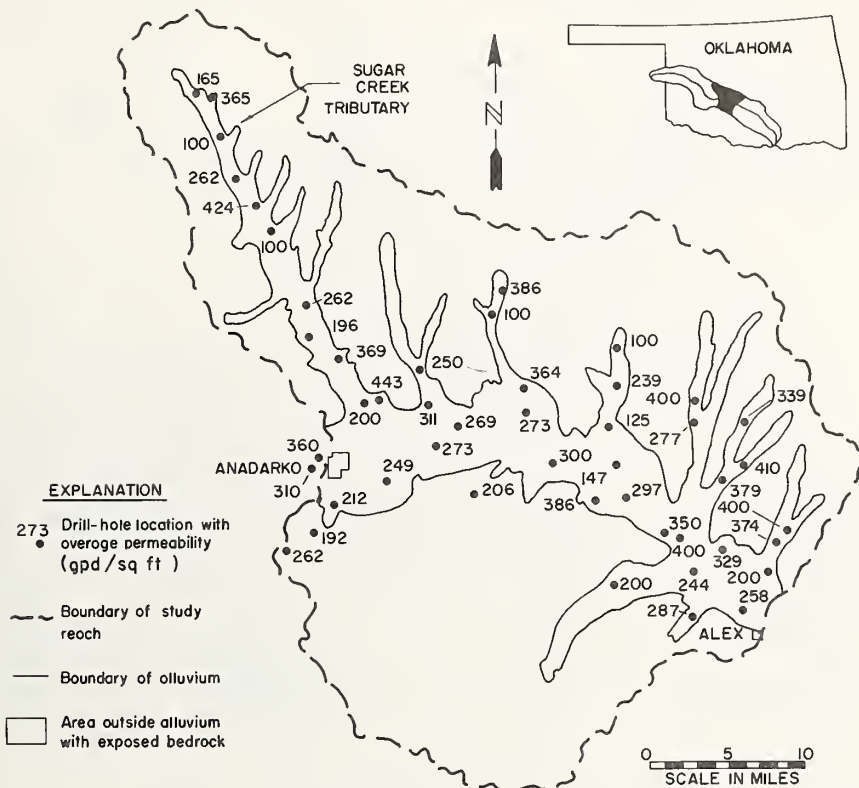 OKLAHOMA
SUGAR
CREEK
TRIBUTARY
N
165
365
100
262
424
100
262
196
369
443
200
250
311
386
100
364
269
273
273
100
239
125
400
277
339
410
379
300
147
297
386
360
ANADARKO
310
249
212
206
192
262
350
400
400
374
329
200
244
200
258
287
ALEX
EXPLANATION
273 Drill-hole location with
overoge permeability
(gpd/sq ft)
Boundary of study
reoch
Boundary of olluvium
Area outside alluvium
with exposed bedrock
0 5 10
SCALE IN MILES